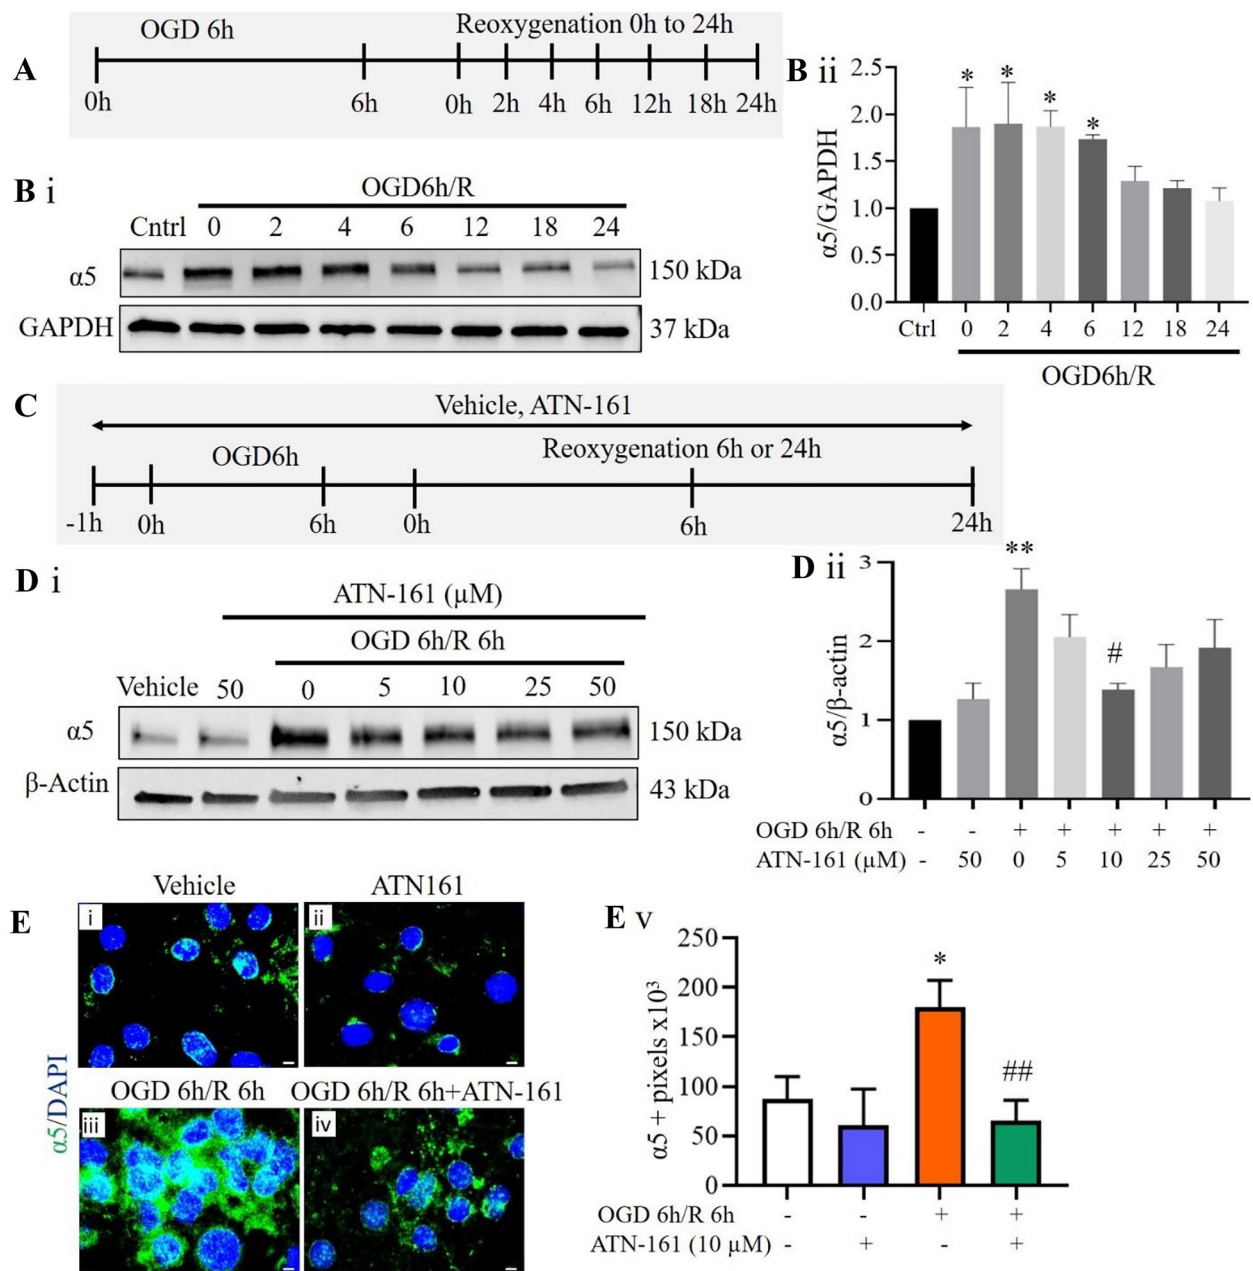 A
OGD 6h
Reoxygenation 0h to 24h
0h 6h 0h 2h 4h 6h 12h 18h 24h
B i
OGD6h/R
Cntrl 0 2 4 6 12 18 24
α5 150 kDa
GAPDH 37 kDa
B ii
α5/GAPDH
2.5
2.0
1.5
1.0
0.5
0.0
* * * *
Ctrl 0 2 4 6 12 18 24
OGD6h/R
C
Vehicle, ATN-161
OGD6h
Reoxygenation 6h or 24h
-1h 0h 6h 0h 6h 24h
D i
ATN-161 (µM)
OGD 6h/R 6h
Vehicle 50 0 5 10 25 50
α5 150 kDa
β-Actin 43 kDa
D ii
α5/β-actin
3
2
1
0
** #
OGD 6h/R 6h - - + + + + +
ATN-161 (µM) - 50 0 5 10 25 50
E
α5/DAPI
Vehicle
i
ATN161
ii
OGD 6h/R 6h
iii
OGD 6h/R 6h+ATN-161
iv
E v
α5 + pixels x10³
250
200
150
100
50
0
* ##
OGD 6h/R 6h - - + +
ATN-161 (10 µM) - + - +